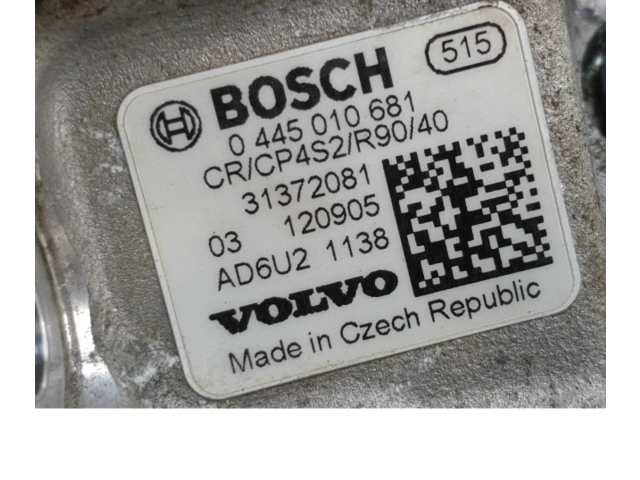 BOSCH 515
0 445 010 681
CR/CP4S2/R90/40
31372081
03 120905
AD6U2 1138
VOLVO
Made in Czech Republic